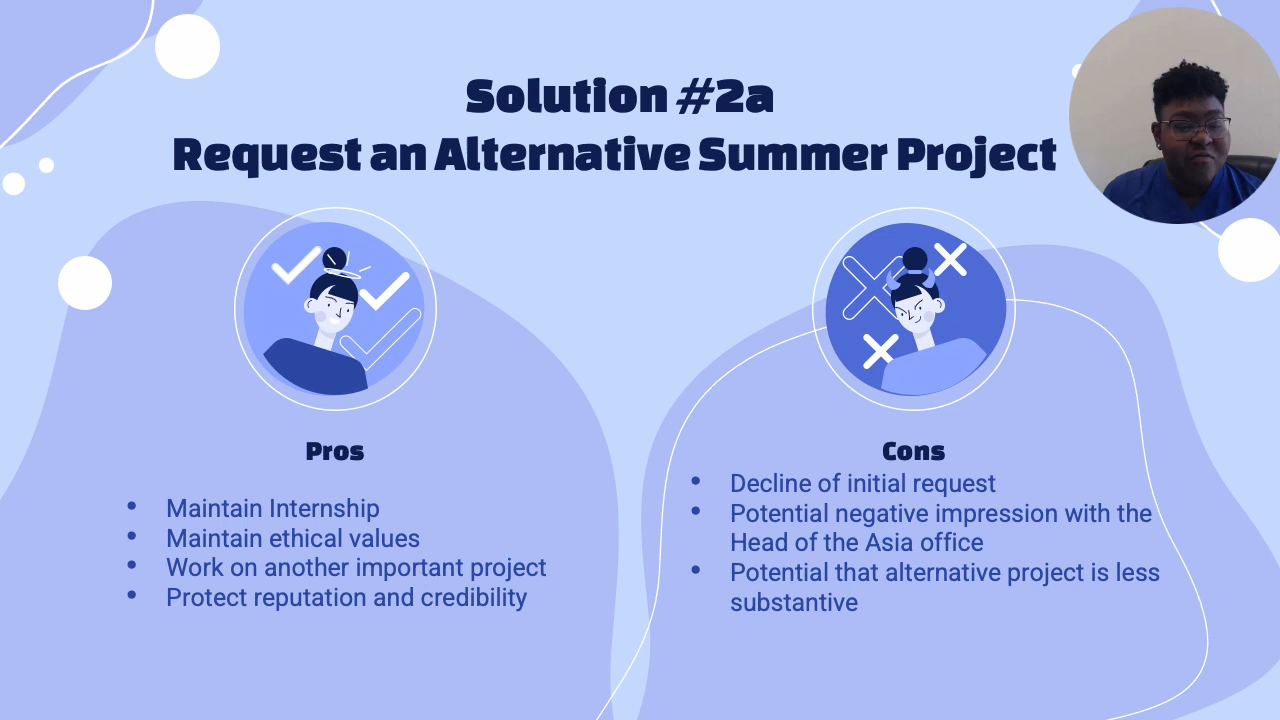 Solution #2a
Request an Alternative Summer Project
Pros
• Maintain Internship
• Maintain ethical values
• Work on another important project
• Protect reputation and credibility
Cons
• Decline of initial request
• Potential negative impression with the
Head of the Asia office
• Potential that alternative project is less
substantive